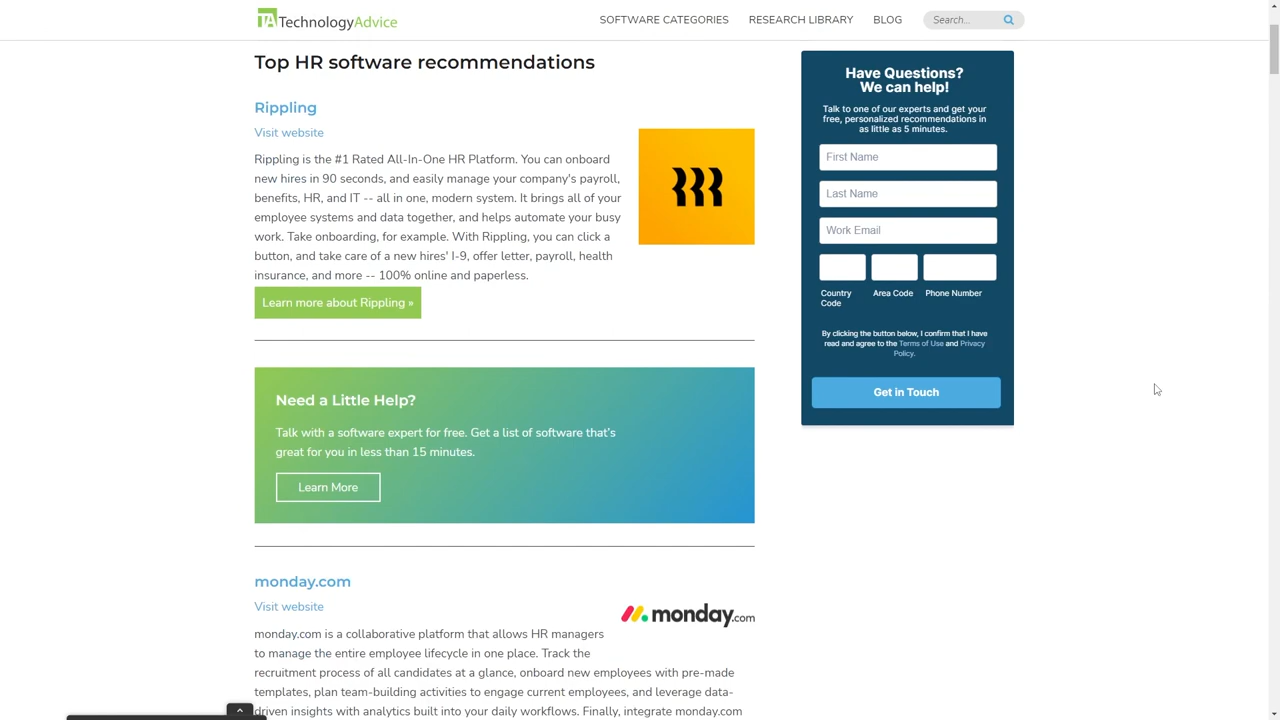 TA TechnologyAdvice
SOFTWARE CATEGORIES
RESEARCH LIBRARY
BLOG
Search...
Top HR software recommendations
Rippling
Visit website
Rippling is the #1 Rated All-In-One HR Platform. You can onboard
new hires in 90 seconds, and easily manage your company's payroll,
benefits, HR, and IT -- all in one, modern system. It brings all of your
employee systems and data together, and helps automate your busy
work. Take onboarding, for example. With Rippling, you can click a
button, and take care of a new hires' I-9, offer letter, payroll, health
insurance, and more -- 100% online and paperless.
Learn more about Rippling »
Need a Little Help?
Talk with a software expert for free. Get a list of software that's
great for you in less than 15 minutes.
Learn More
monday.com
Visit website
monday.com
monday.com is a collaborative platform that allows HR managers
to manage the entire employee lifecycle in one place. Track the
recruitment process of all candidates at a glance, onboard new employees with pre-made
templates, plan team-building activities to engage current employees, and leverage data-
driven insights with analytics built into your daily workflows. Finally, integrate monday.com
Have Questions?
We can help!
Talk to one of our experts and get your
free, personalized recommendations in
as little as 5 minutes.
First Name
Last Name
Work Email
Country
Code
Area Code
Phone Number
By clicking the button below, I confirm that I have
read and agree to the Terms of Use and Privacy
Policy.
Get in Touch